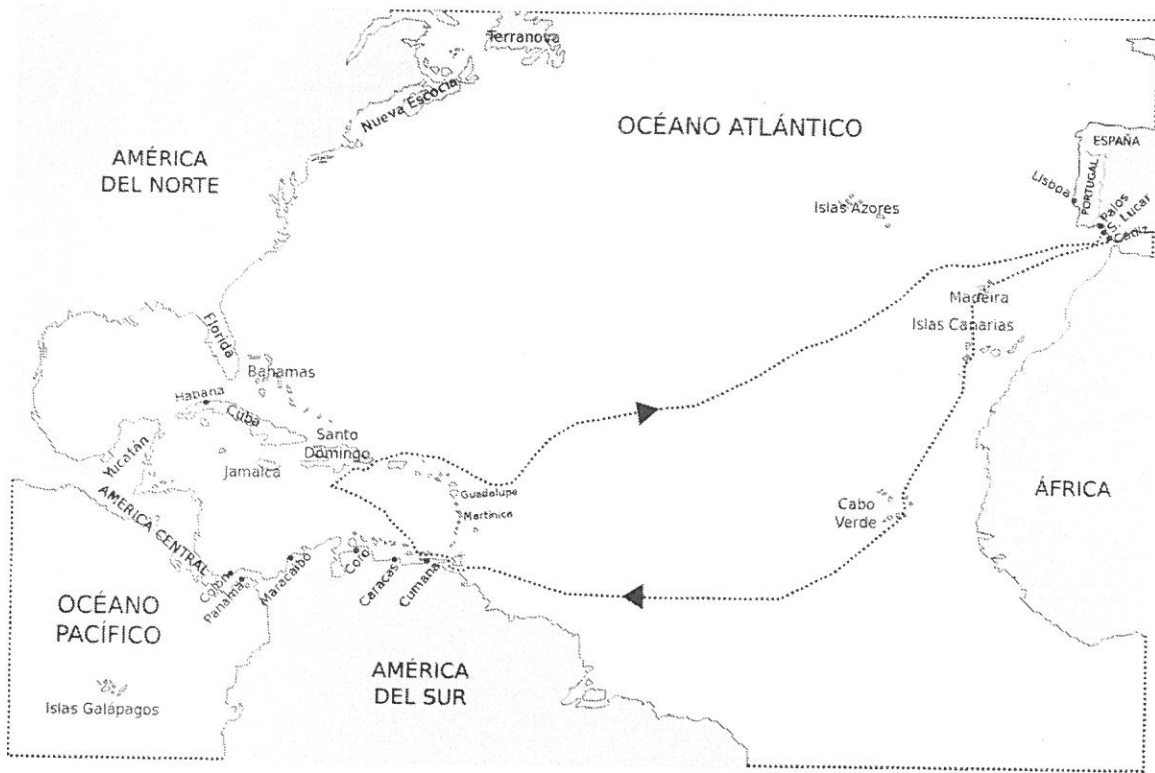 Terranova
Nueva Escocia
OCÉANO ATLÁNTICO
AMÉRICA
DEL NORTE
ESPAÑA
PORTUGAL
Lisboa
Palos
S. Lucar
Cádiz
Islas Azores
Madeira
Islas Canarias
Florida
Bahamas
Habana
Cuba
Santo
Domingo
Yucatán
Jamaica
Guadalupe
Martinica
Cabo
Verde
ÁFRICA
AMÉRICA CENTRAL
Colón
Panamá
Maracaibo
Coro
Caracas
Cumana
OCÉANO
PACÍFICO
AMÉRICA
DEL SUR
Islas Galápagos